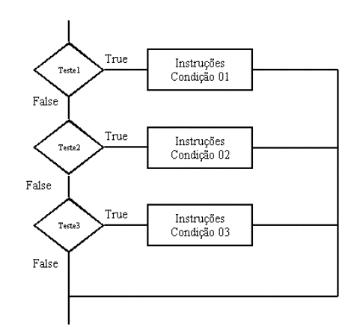 Teste1
True
Instruções
Condição 01
False
Teste2
True
Instruções
Condição 02
False
Teste3
True
Instruções
Condição 03
False